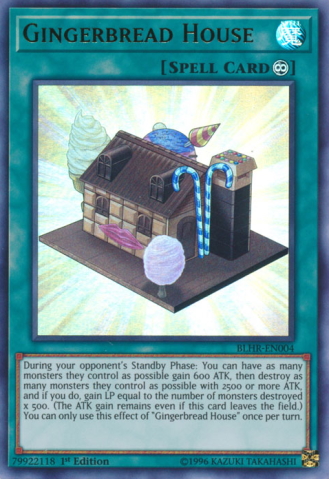 GINGERBREAD HOUSE
[SPELL CARD]
BLHR-EN004
During your opponent's Standby Phase: You can have as many
monsters they control as possible gain 600 ATK, then destroy as
many monsters they control as possible with 2500 or more ATK,
and if you do, gain LP equal to the number of monsters destroyed
x 500. (The ATK gain remains even if this card leaves the field.)
You can only use this effect of "Gingerbread House" once per turn.
79922118 1st Edition ©1996 KAZUKI TAKAHASHI